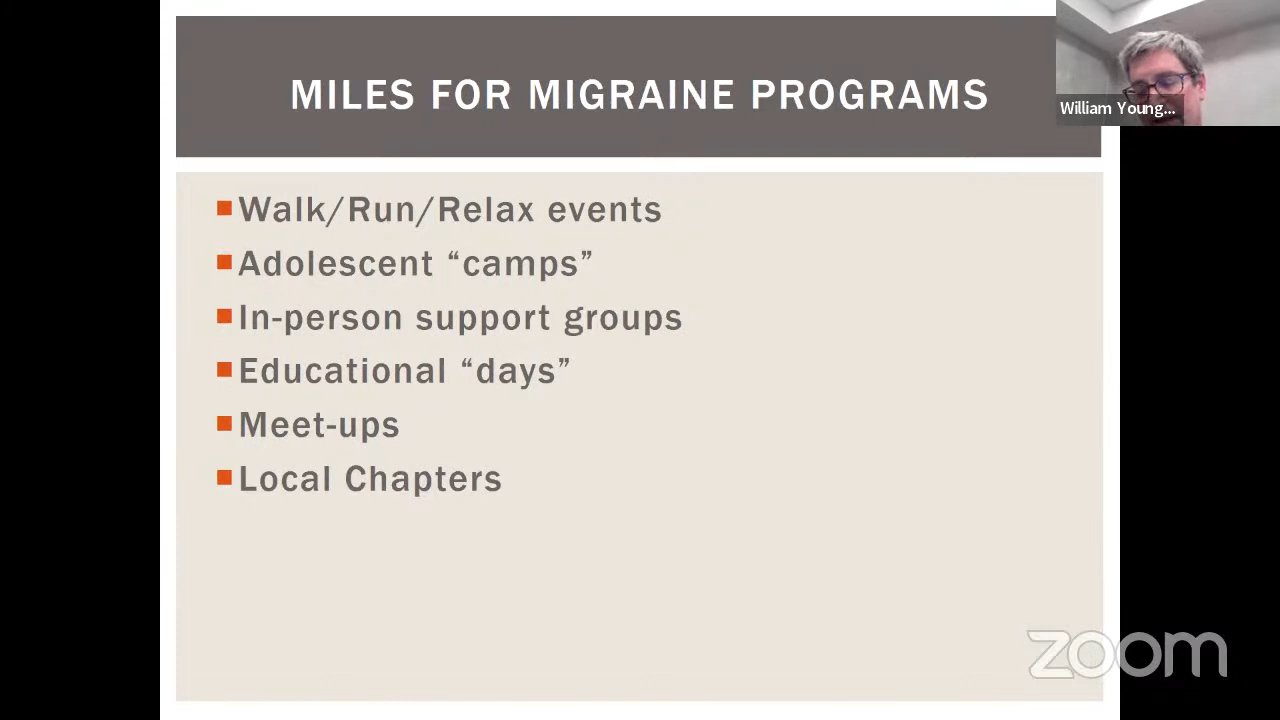 MILES FOR MIGRAINE PROGRAMS
William Young...
Walk/Run/Relax events
Adolescent “camps”
In-person support groups
Educational “days”
Meet-ups
Local Chapters
zoom